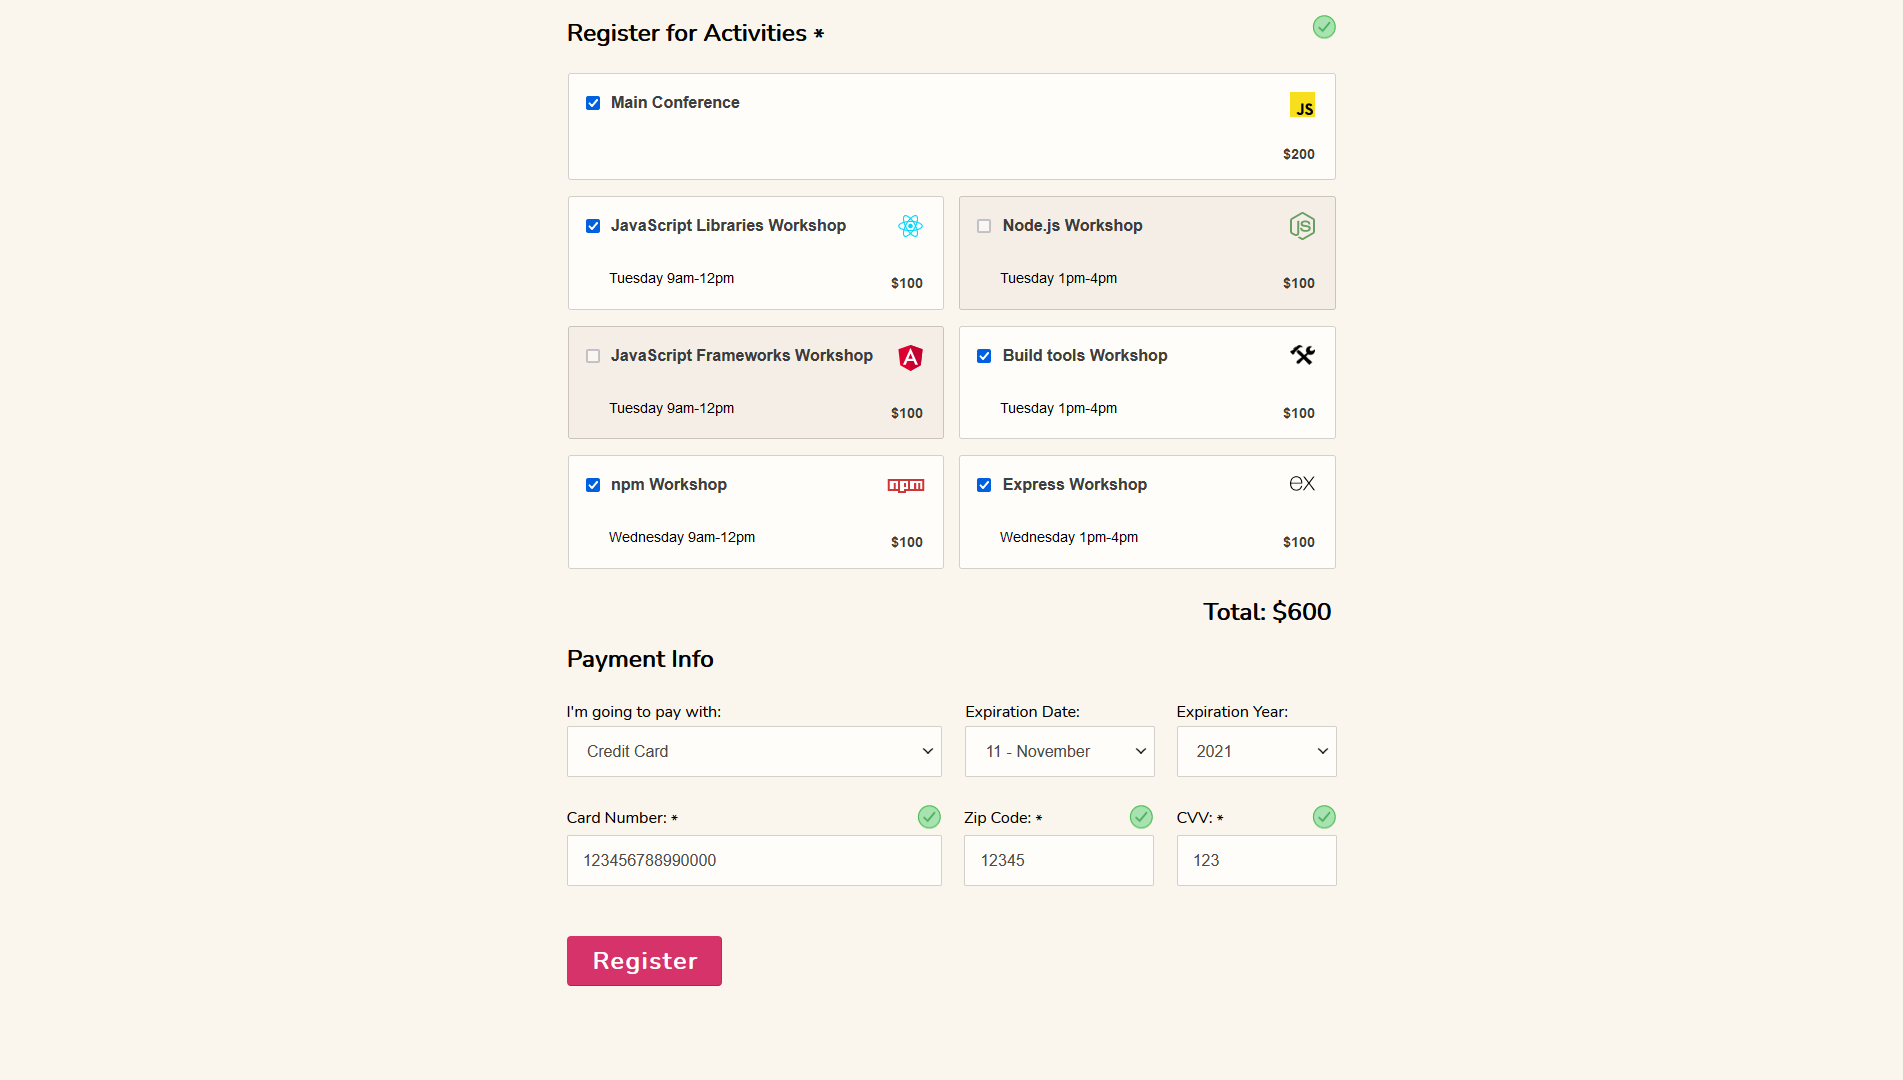 Register for Activities *
Main Conference
JS
$200
JavaScript Libraries Workshop
Tuesday 9am-12pm
$100
Node.js Workshop
JS
Tuesday 1pm-4pm
$100
JavaScript Frameworks Workshop
A
Tuesday 9am-12pm
$100
Build tools Workshop
Tuesday 1pm-4pm
$100
npm Workshop
npm
Wednesday 9am-12pm
$100
Express Workshop
ex
Wednesday 1pm-4pm
$100
Total: $600
Payment Info
I'm going to pay with:
Credit Card
Expiration Date:
11 - November
Expiration Year:
2021
Card Number: *
123456788990000
Zip Code: *
12345
CVV: *
123
Register